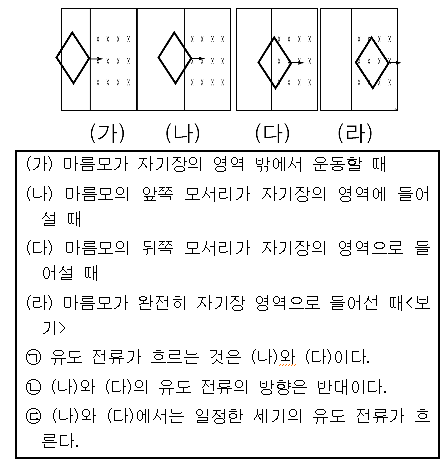 (가) (나) (다) (라)
(가) 마름모가 자기장의 영역 밖에서 운동할 때
(나) 마름모의 앞쪽 모서리가 자기장의 영역에 들어
설 때
(다) 마름모의 뒤쪽 모서리가 자기장의 영역으로 들
어설 때
(라) 마름모가 완전히 자기장 영역으로 들어선 때<보
기>
㉠ 유도 전류가 흐르는 것은 (나)와 (다)이다.
㉡ (나)와 (다)의 유도 전류의 방향은 반대이다.
㉢ (나)와 (다)에서는 일정한 세기의 유도 전류가 흐
른다.